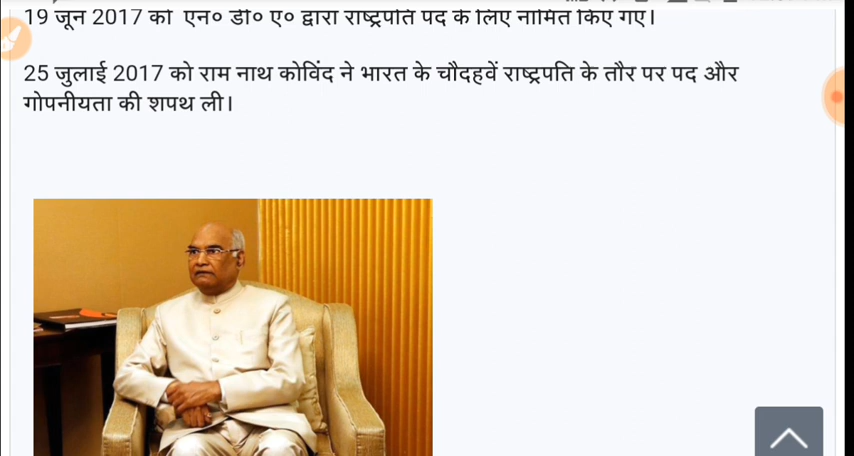 19 जून 2017 को एन० डी० ए० द्वारा राष्ट्रपति पद के लिए नामित किए गए।
25 जुलाई 2017 को राम नाथ कोविंद ने भारत के चौदहवें राष्ट्रपति के तौर पर पद और
गोपनीयता की शपथ ली।